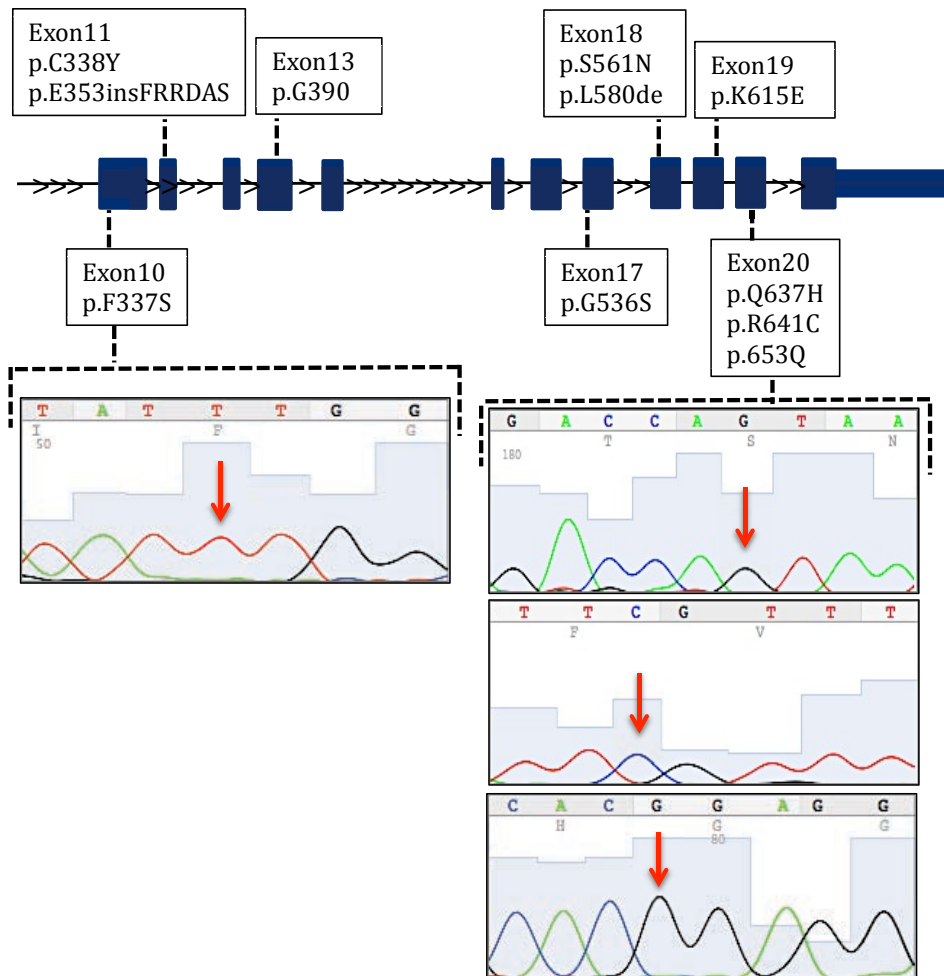 Exon11
p.C338Y
p.E353insFRRDAS
Exon13
p.G390
Exon18
p.S561N
p.L580de
Exon19
p.K615E
Exon10
p.F337S
Exon17
p.G536S
Exon20
p.Q637H
p.R641C
p.653Q
T A T T T G G
I F G
50
G A C C A G T A A
T S N
180
T T C G T T T
F V
C A C G G A G G
H G G
80